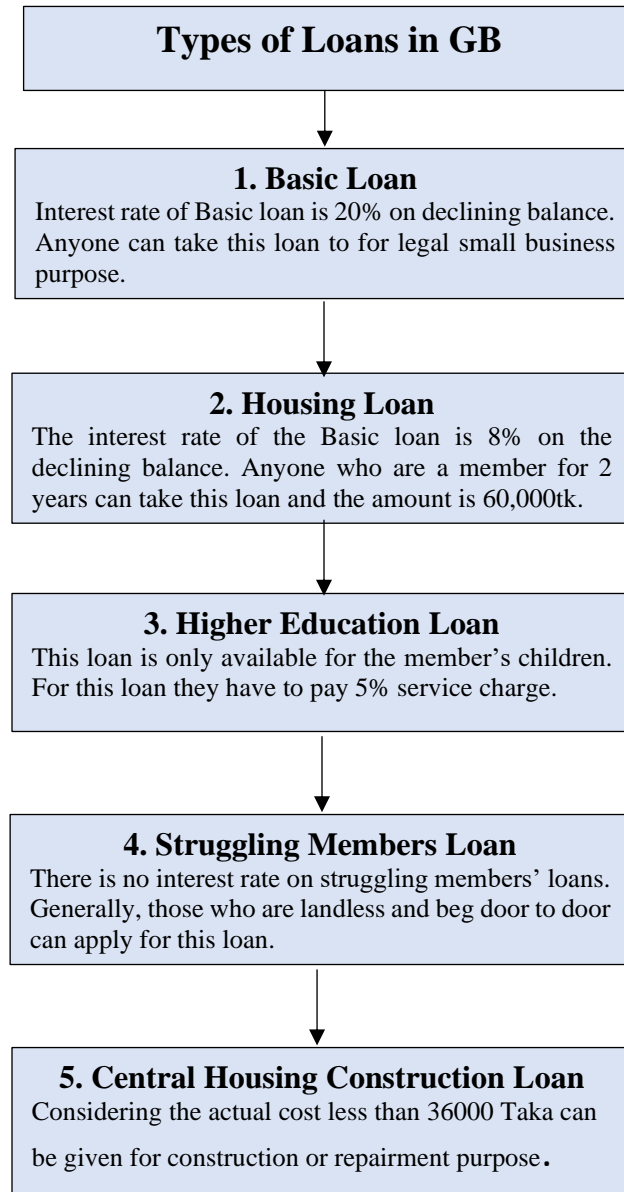 Types of Loans in GB
1. Basic Loan
Interest rate of Basic loan is 20% on declining balance.
Anyone can take this loan to for legal small business
purpose.
2. Housing Loan
The interest rate of the Basic loan is 8% on the
declining balance. Anyone who are a member for 2
years can take this loan and the amount is 60,000tk.
3. Higher Education Loan
This loan is only available for the member’s children.
For this loan they have to pay 5% service charge.
4. Struggling Members Loan
There is no interest rate on struggling members’ loans.
Generally, those who are landless and beg door to door
can apply for this loan.
5. Central Housing Construction Loan
Considering the actual cost less than 36000 Taka can
be given for construction or repairment purpose.